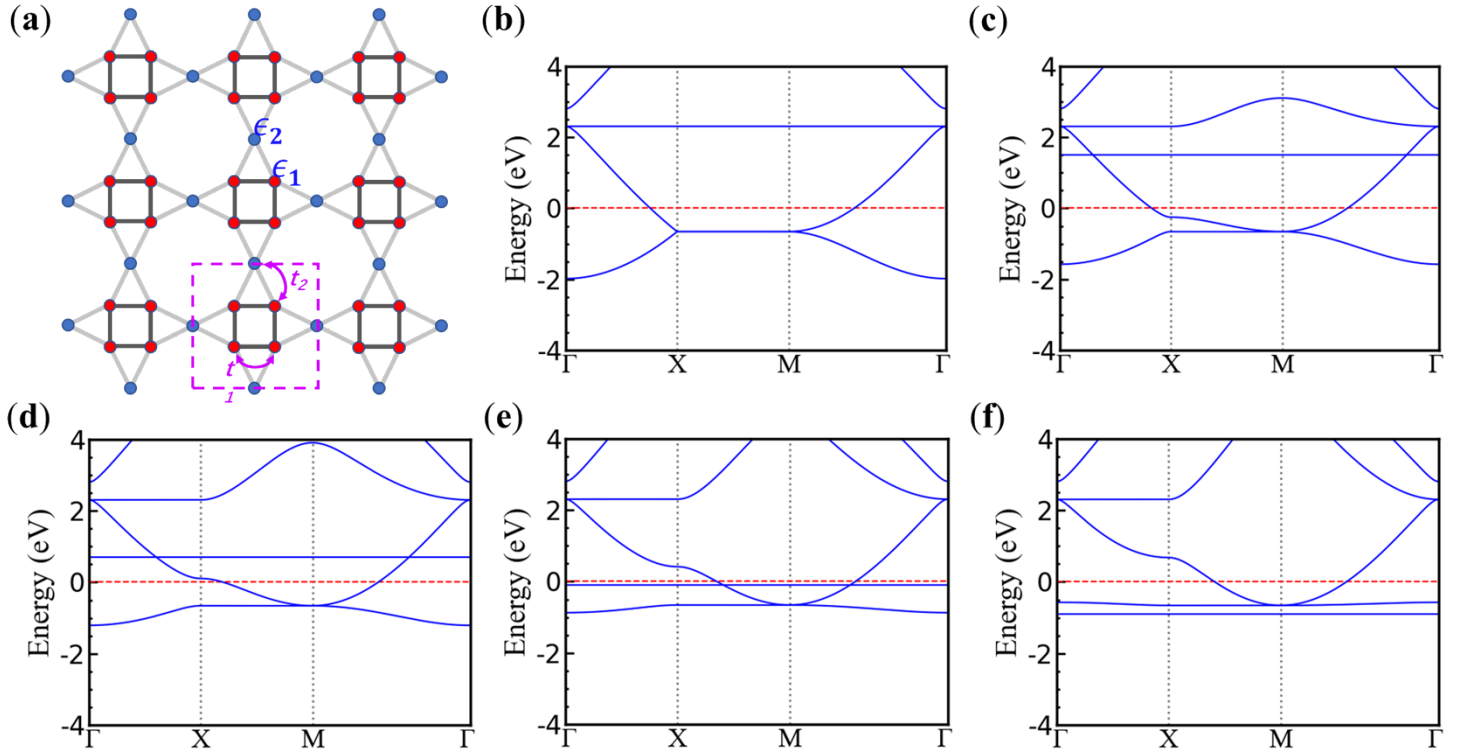 (a)
ϵ2
ϵ1
t2
t
1
(b)
Energy (eV)
4
2
0
-2
-4
Γ X M Γ
(c)
Energy (eV)
4
2
0
-2
-4
Γ X M Γ
(d)
Energy (eV)
4
2
0
-2
-4
Γ X M Γ
(e)
Energy (eV)
4
2
0
-2
-4
Γ X M Γ
(f)
Energy (eV)
4
2
0
-2
-4
Γ X M Γ